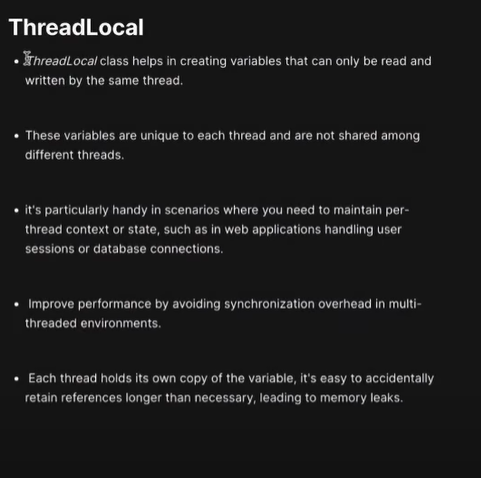 ThreadLocal
• ThreadLocal class helps in creating variables that can only be read and
written by the same thread.
• These variables are unique to each thread and are not shared among
different threads.
• it's particularly handy in scenarios where you need to maintain per-
thread context or state, such as in web applications handling user
sessions or database connections.
• Improve performance by avoiding synchronization overhead in multi-
threaded environments.
• Each thread holds its own copy of the variable, it's easy to accidentally
retain references longer than necessary, leading to memory leaks.